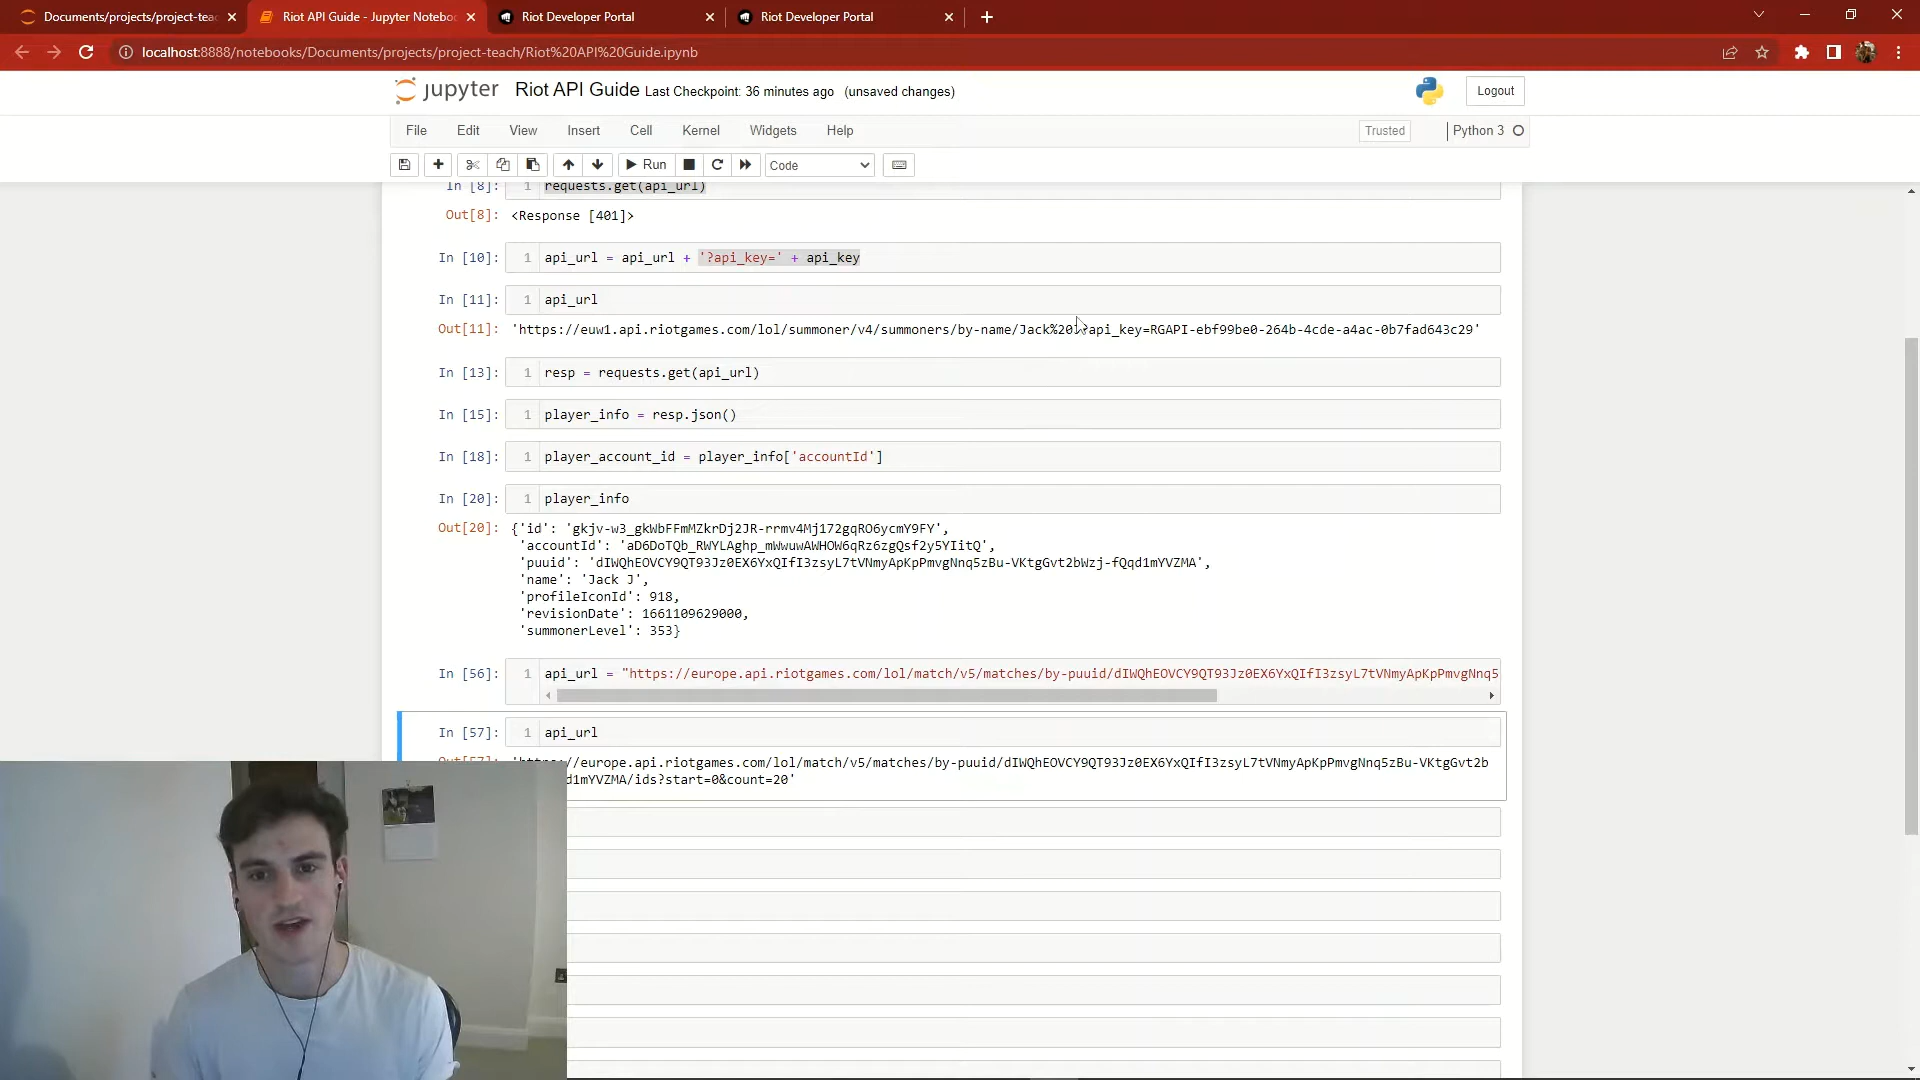 Documents/projects/project-tea
Riot API Guide - Jupyter Notebo
Riot Developer Portal
Riot Developer Portal
localhost:8888/notebooks/Documents/projects/project-teach/Riot%20API%20Guide.ipynb
jupyter Riot API Guide Last Checkpoint: 36 minutes ago (unsaved changes)
Logout
File Edit View Insert Cell Kernel Widgets Help
Trusted Python 3
Run Code
In [8]: 1 requests.get(api_url)
Out[8]: <Response [401]>
In [10]: 1 api_url = api_url + '?api_key=' + api_key
In [11]: 1 api_url
Out[11]: 'https://euw1.api.riotgames.com/lol/summoner/v4/summoners/by-name/Jack%20J?api_key=RGAPI-ebf99be0-264b-4cde-a4ac-0b7fad643c29'
In [13]: 1 resp = requests.get(api_url)
In [15]: 1 player_info = resp.json()
In [18]: 1 player_account_id = player_info['accountId']
In [20]: 1 player_info
Out[20]: {'id': 'gkjv-w3_gkWbFFmMZkrDj2JR-rrmv4Mj172gqRO6ycmY9FY',
'accountId': 'aD6DoTQb_RWYLAghp_mWwuwAWHOW6qRz6zgQsf2y5YIitQ',
'puuid': 'dIWQhEOVCY9QT93Jz0EX6YxQIfI3zsyL7tVNmyApKpPmvgNnq5zBu-VKtgGvt2bWzj-fQqd1mYVZMA',
'name': 'Jack J',
'profileIconId': 918,
'revisionDate': 1661109629000,
'summonerLevel': 353}
In [56]: 1 api_url = "https://europe.api.riotgames.com/lol/match/v5/matches/by-puuid/dIWQhEOVCY9QT93Jz0EX6YxQIfI3zsyL7tVNmyApKpPmvgNnq5
In [57]: 1 api_url
Out[57]: 'https://europe.api.riotgames.com/lol/match/v5/matches/by-puuid/dIWQhEOVCY9QT93Jz0EX6YxQIfI3zsyL7tVNmyApKpPmvgNnq5zBu-VKtgGvt2b
d1mYVZMA/ids?start=0&count=20'